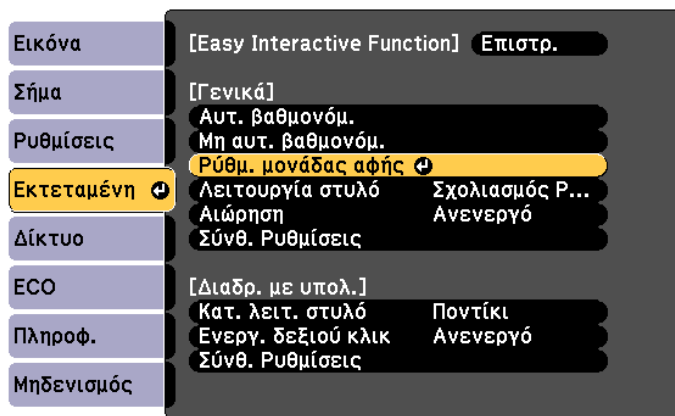 Εικόνα
Σήμα
Ρυθμίσεις
Εκτεταμένη
Δίκτυο
ECO
Πληροφ.
Μηδενισμός
[Easy Interactive Function] Επιστρ.
[Γενικά]
Αυτ. βαθμονόμ.
Μη αυτ. βαθμονόμ.
Ρύθμ. μονάδας αφής
Λειτουργία στυλό Σχολιασμός Ρ...
Αιώρηση Ανενεργό
Σύνθ. Ρυθμίσεις
[Διαδρ. με υπολ.]
Κατ. λειτ. στυλό Ποντίκι
Ενεργ. δεξιού κλικ Ανενεργό
Σύνθ. Ρυθμίσεις